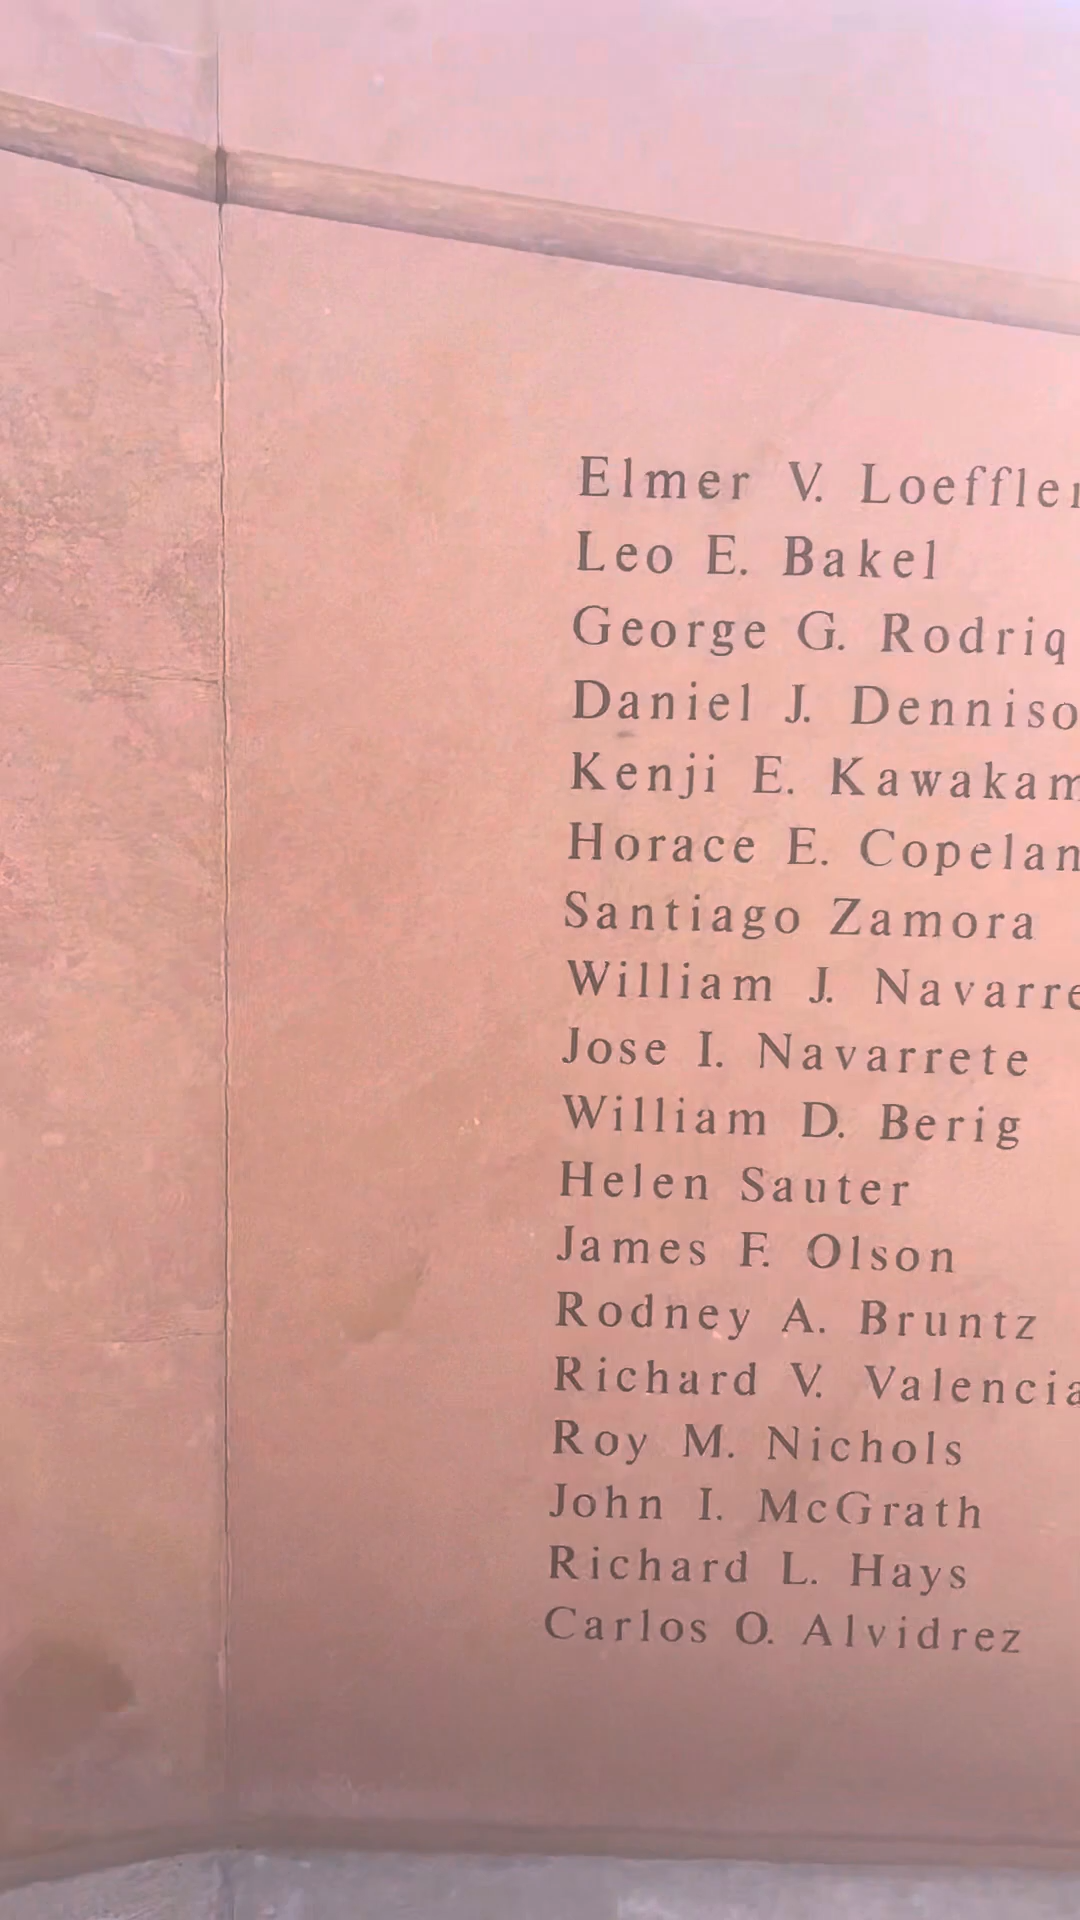 Elmer V. Loeffler
Leo E. Bakel
George G. Rodriq
Daniel J. Denniso
Kenji E. Kawakam
Horace E. Copelan
Santiago Zamora
William J. Navarre
Jose I. Navarrete
William D. Berig
Helen Sauter
James F. Olson
Rodney A. Bruntz
Richard V. Valencia
Roy M. Nichols
John I. McGrath
Richard L. Hays
Carlos O. Alvidrez